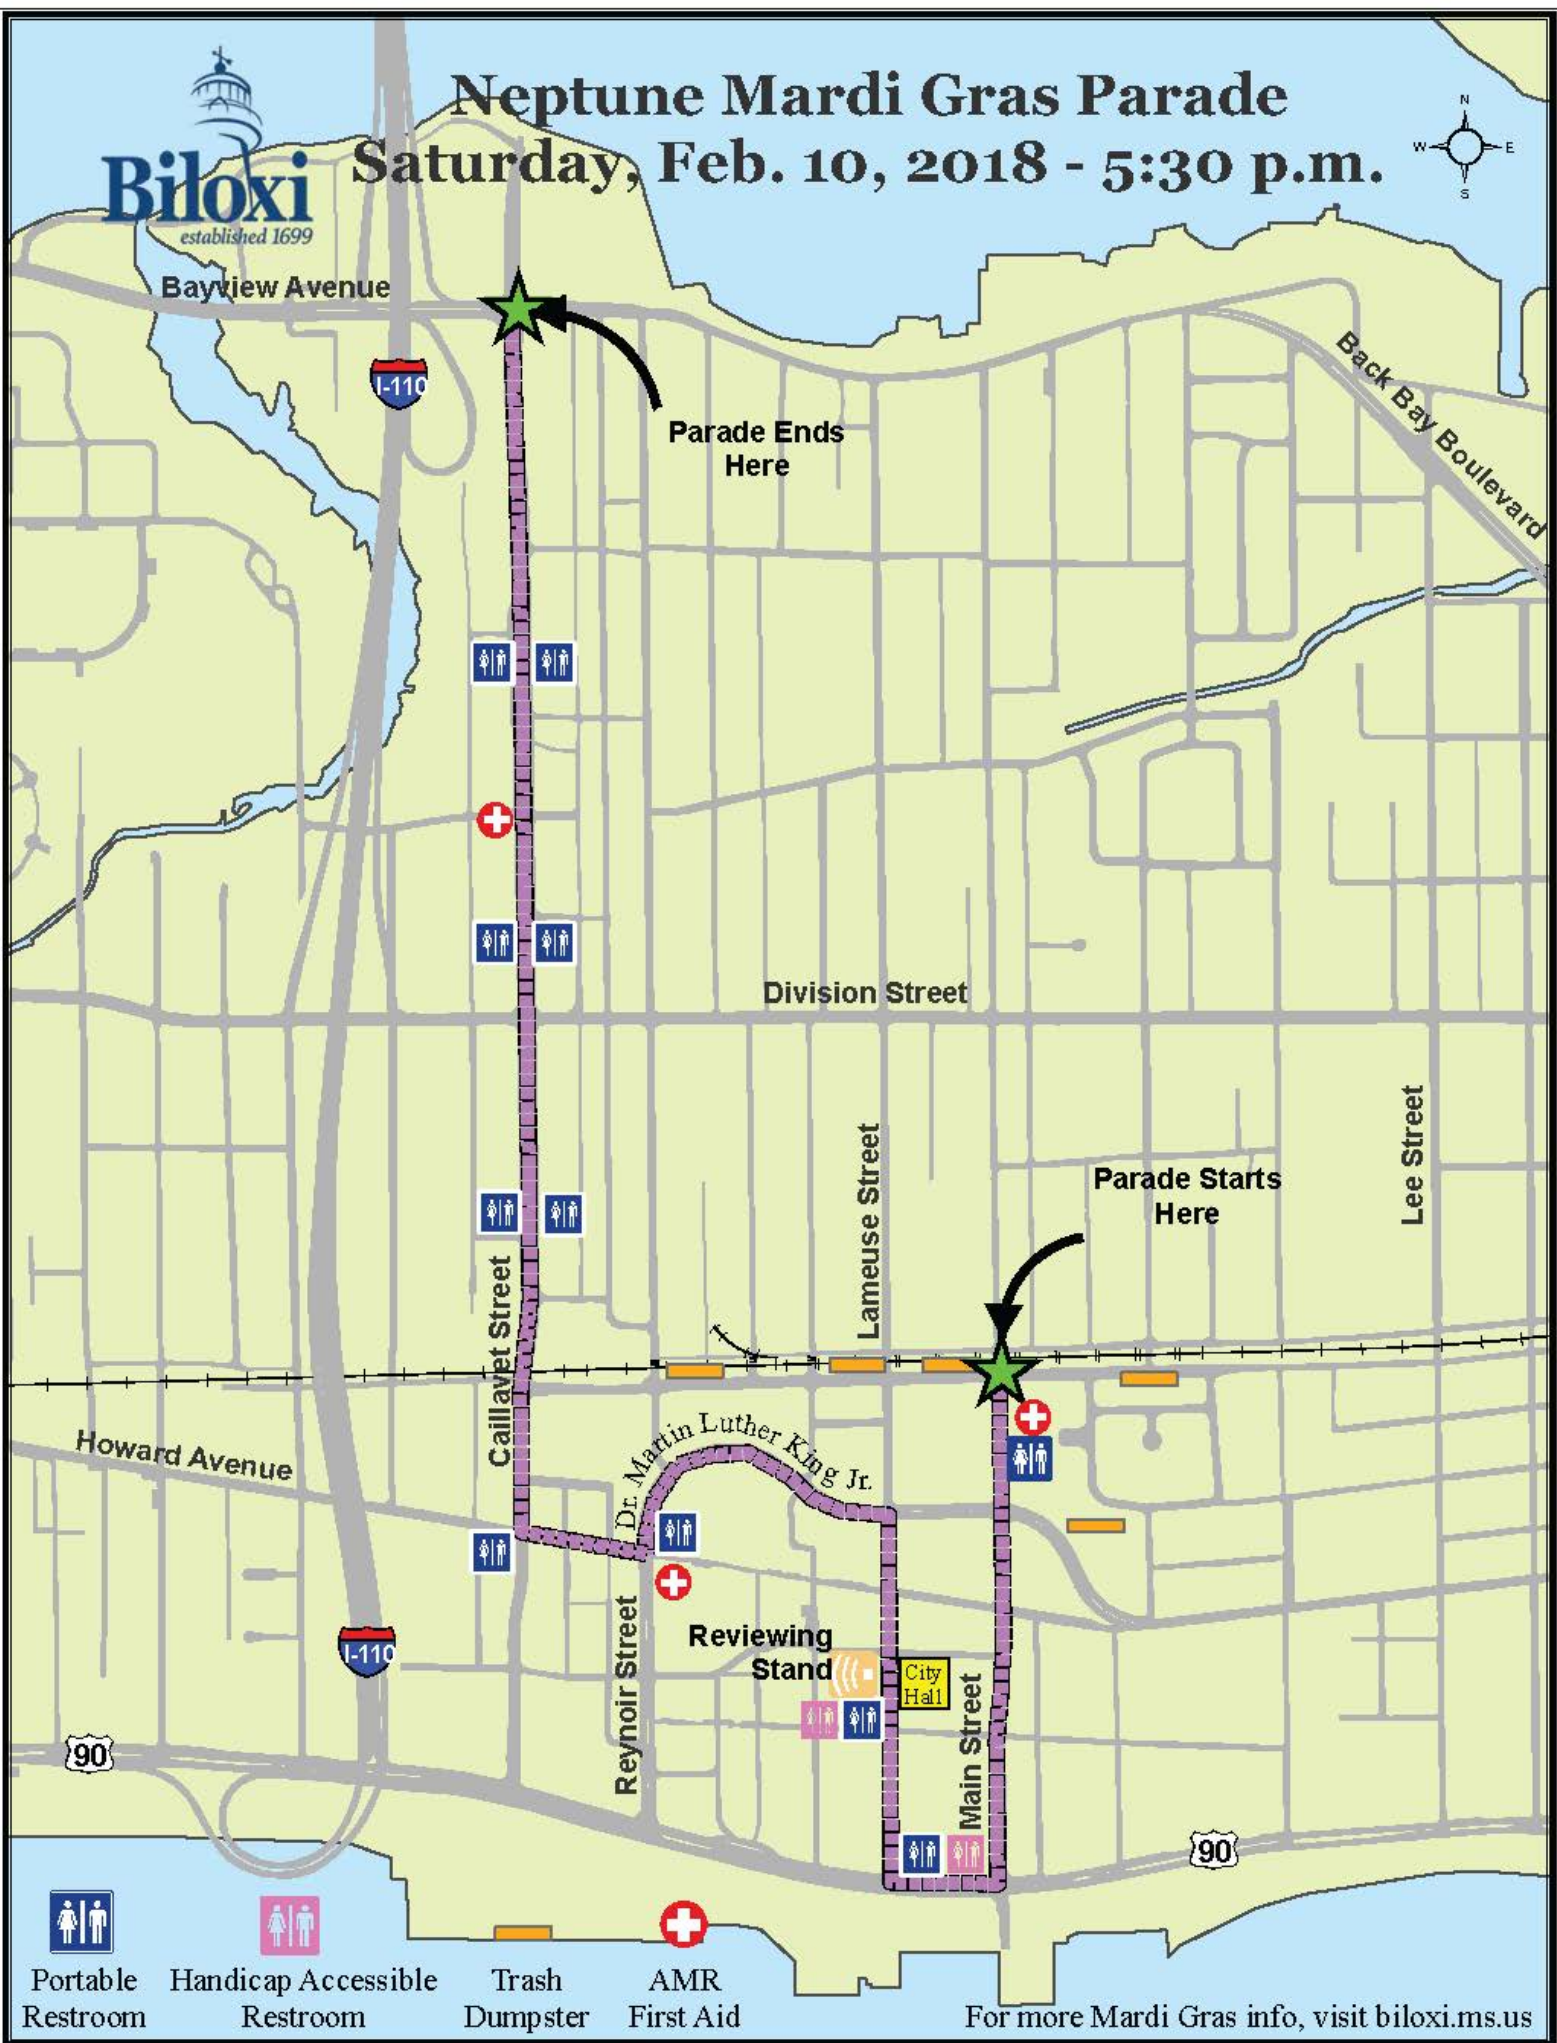 Neptune Mardi Gras Parade
Saturday, Feb. 10, 2018 - 5:30 p.m.
N
W
E
S
Biloxi
established 1699
Bayview Avenue
I-110
Back Bay Boulevard
Parade Ends
Here
Division Street
Lameuse Street
Lee Street
Parade Starts
Here
Caillavet Street
Howard Avenue
Dr. Martin Luther King Jr.
Reynoir Street
Reviewing
Stand
City
Hall
I-110
Main Street
90
90
Portable
Restroom
Handicap Accessible
Restroom
Trash
Dumpster
AMR
First Aid
For more Mardi Gras info, visit biloxi.ms.us